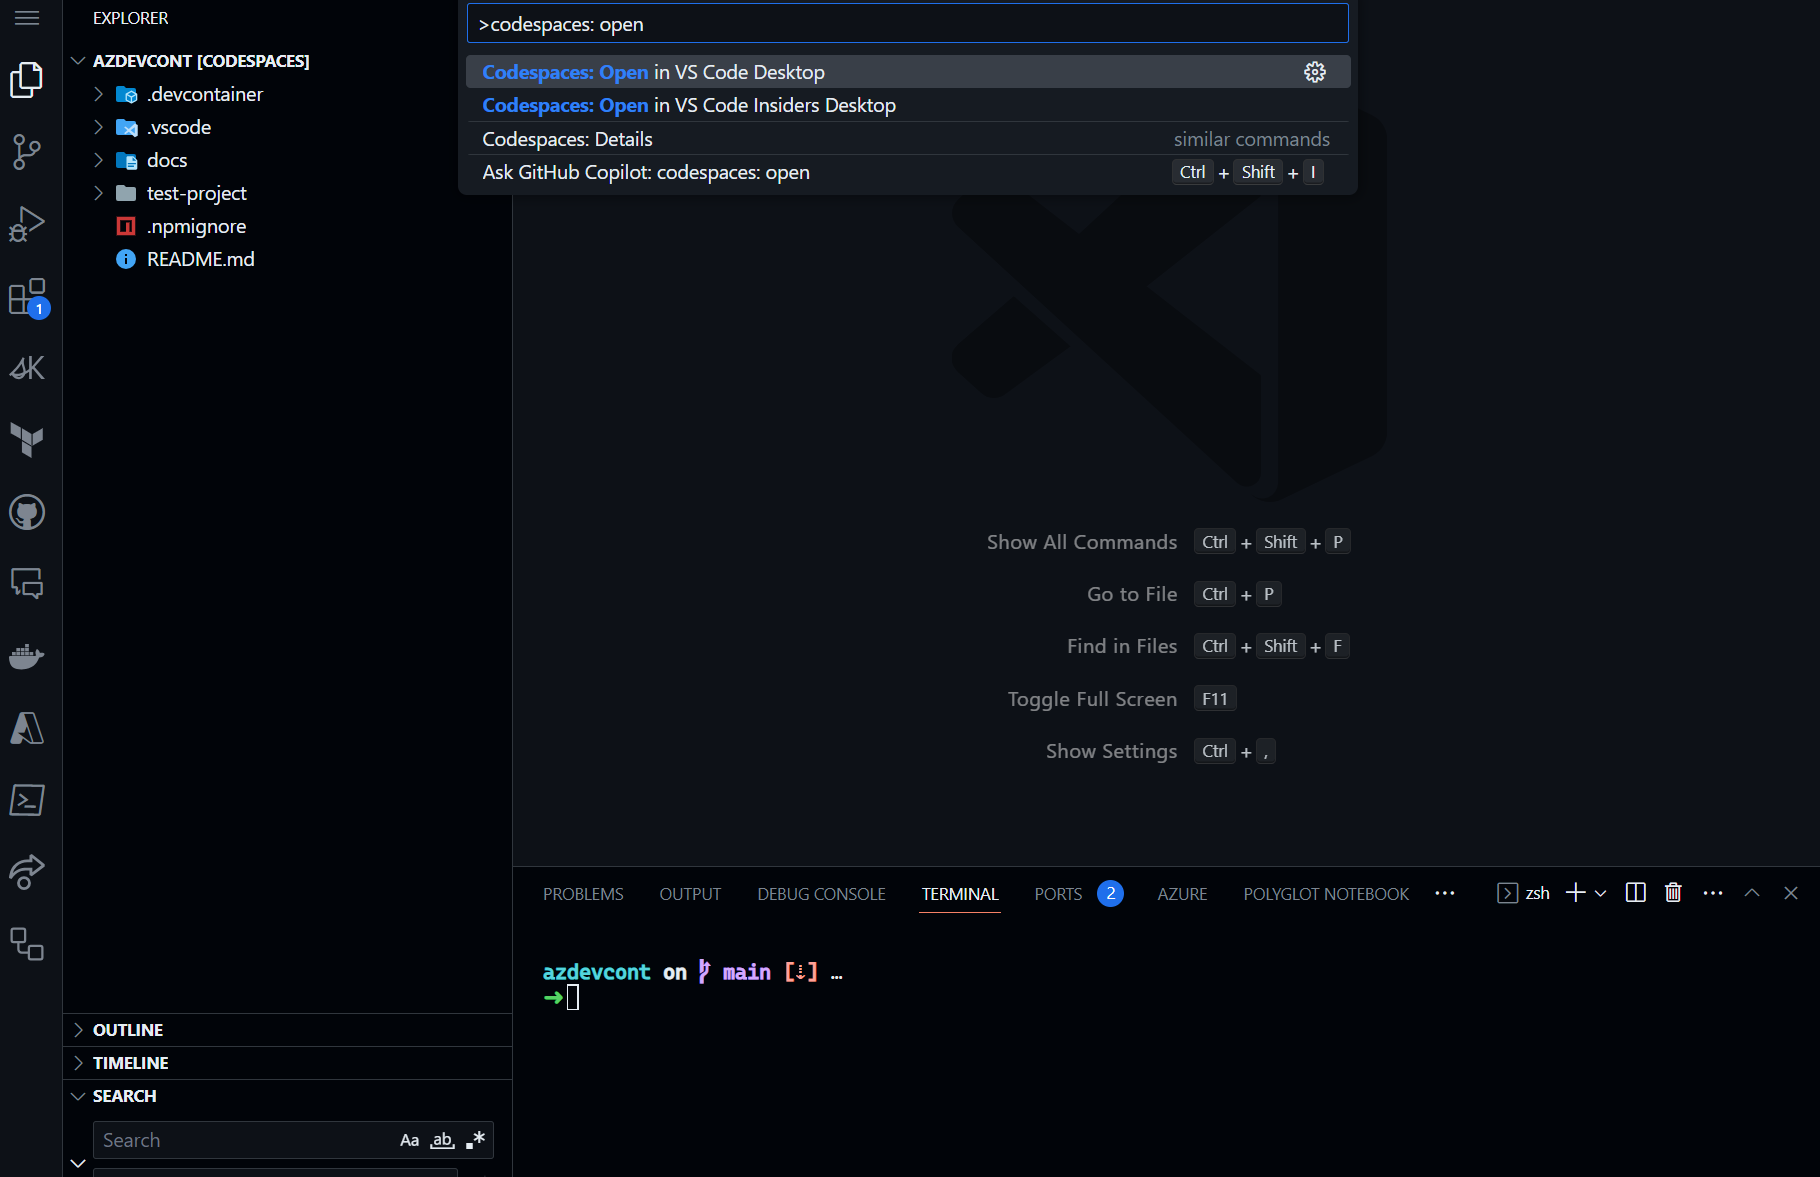 EXPLORER
AZDEVCONT [CODESPACES]
.devcontainer
.vscode
docs
test-project
.npmignore
README.md
>codespaces: open
Codespaces: Open in VS Code Desktop
Codespaces: Open in VS Code Insiders Desktop
Codespaces: Details similar commands
Ask GitHub Copilot: codespaces: open Ctrl + Shift + I
1
Show All Commands Ctrl + Shift + P
Go to File Ctrl + P
Find in Files Ctrl + Shift + F
Toggle Full Screen F11
Show Settings Ctrl + ,
PROBLEMS OUTPUT DEBUG CONSOLE TERMINAL PORTS 2 AZURE POLYGLOT NOTEBOOK ··· zsh
azdevcont on main [⇣] …
➜
OUTLINE
TIMELINE
SEARCH
Search Aa ab .*